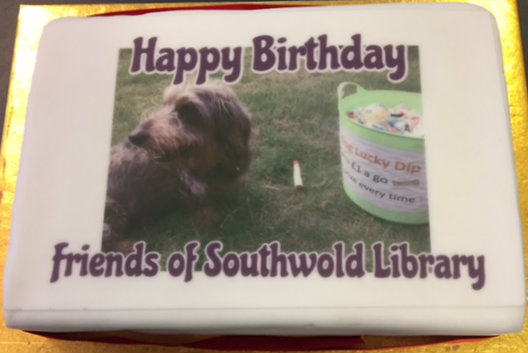 Happy Birthday
Lucky Dip
£1 a go
every time
friends of Southwold Library